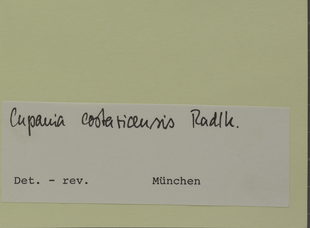 Cupania costaricensis Radlk.
Det. - rev. München